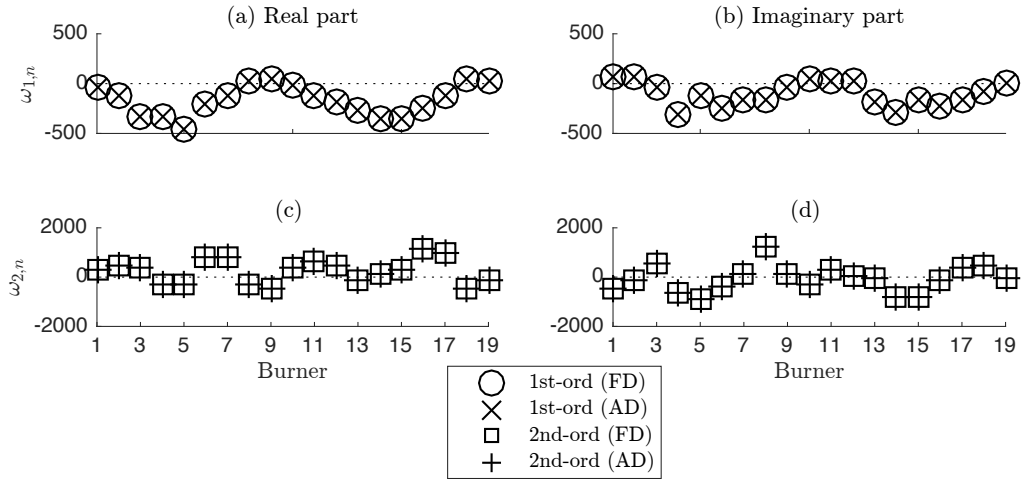 (a) Real part
(b) Imaginary part
500
0
-500
ω1,n
500
0
-500
(c)
(d)
2000
0
-2000
ω2,n
1 3 5 7 9 11 13 15 17 19
Burner
2000
0
-2000
1 3 5 7 9 11 13 15 17 19
Burner
1st-ord (FD)
1st-ord (AD)
2nd-ord (FD)
2nd-ord (AD)